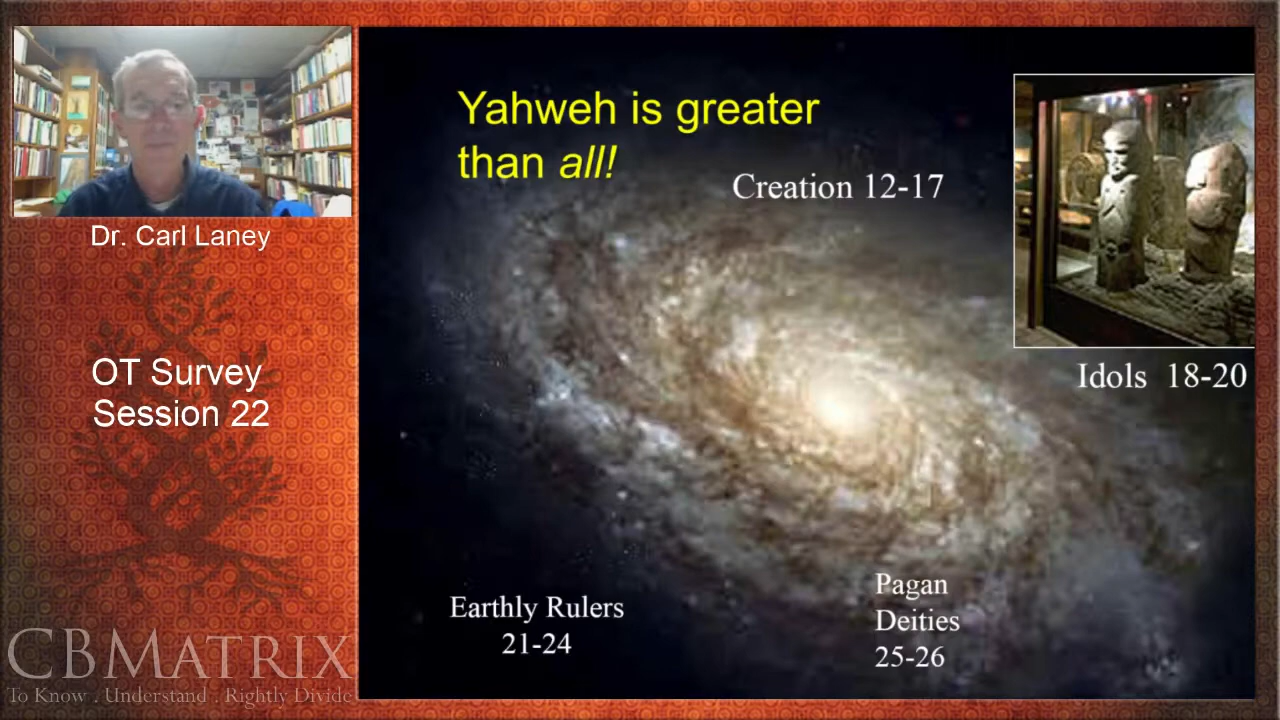 Dr. Carl Laney
OT Survey
Session 22
CBMATRIX
To Know . Understand . Rightly Divide
Yahweh is greater
than all!
Creation 12-17
Idols 18-20
Earthly Rulers
21-24
Pagan
Deities
25-26